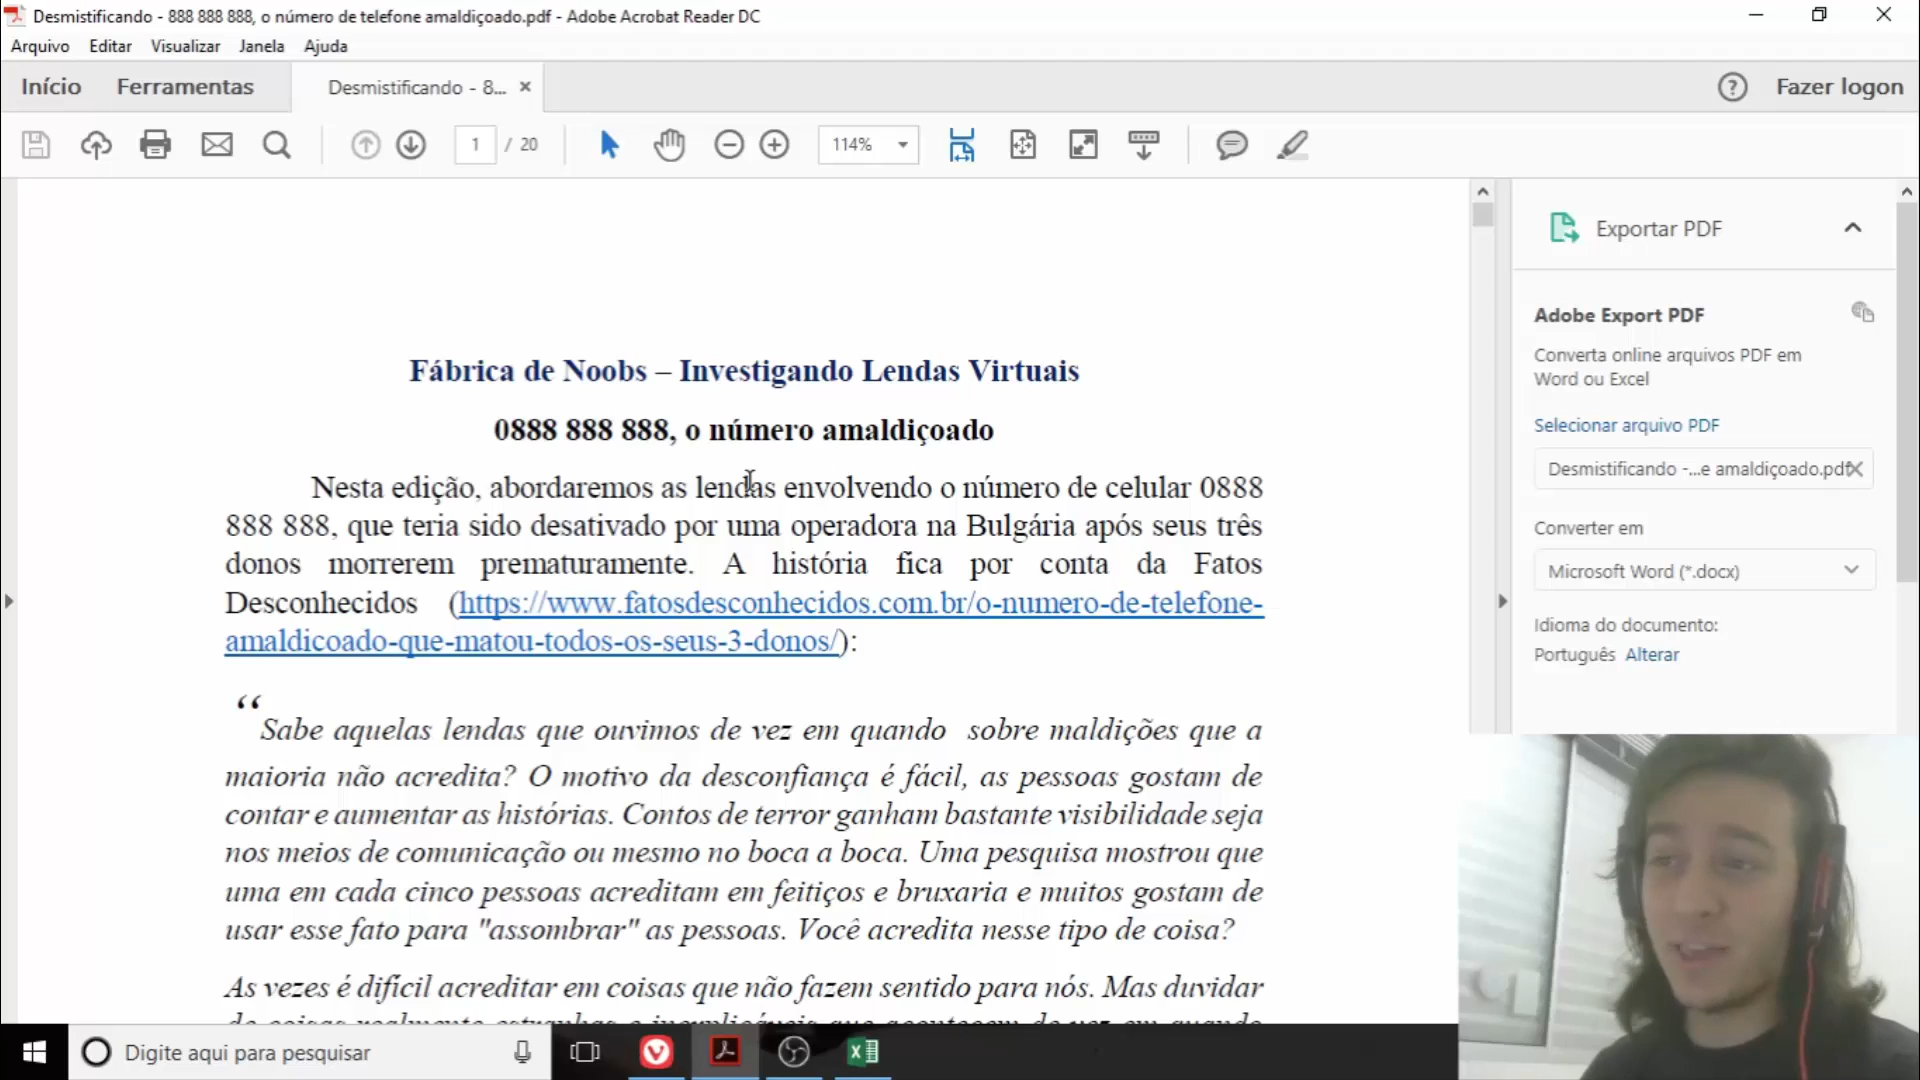 Desmistificando - 888 888 888, o número de telefone amaldiçoado.pdf - Adobe Acrobat Reader DC
Arquivo Editar Visualizar Janela Ajuda
Início Ferramentas Desmistificando - 8... Fazer logon
1 / 20 114%
Exportar PDF
Adobe Export PDF
Converta online arquivos PDF em
Word ou Excel
Selecionar arquivo PDF
Desmistificando -...e amaldiçoado.pdf
Converter em
Microsoft Word (*.docx)
Idioma do documento:
Português Alterar
Fábrica de Noobs – Investigando Lendas Virtuais
0888 888 888, o número amaldiçoado
Nesta edição, abordaremos as lendas envolvendo o número de celular 0888
888 888, que teria sido desativado por uma operadora na Bulgária após seus três
donos morrerem prematuramente. A história fica por conta da Fatos
Desconhecidos (https://www.fatosdesconhecidos.com.br/o-numero-de-telefone-
amaldicoado-que-matou-todos-os-seus-3-donos/):
“Sabe aquelas lendas que ouvimos de vez em quando sobre maldições que a
maioria não acredita? O motivo da desconfiança é fácil, as pessoas gostam de
contar e aumentar as histórias. Contos de terror ganham bastante visibilidade seja
nos meios de comunicação ou mesmo no boca a boca. Uma pesquisa mostrou que
uma em cada cinco pessoas acreditam em feitiços e bruxaria e muitos gostam de
usar esse fato para "assombrar" as pessoas. Você acredita nesse tipo de coisa?
As vezes é difícil acreditar em coisas que não fazem sentido para nós. Mas duvidar
Digite aqui para pesquisar